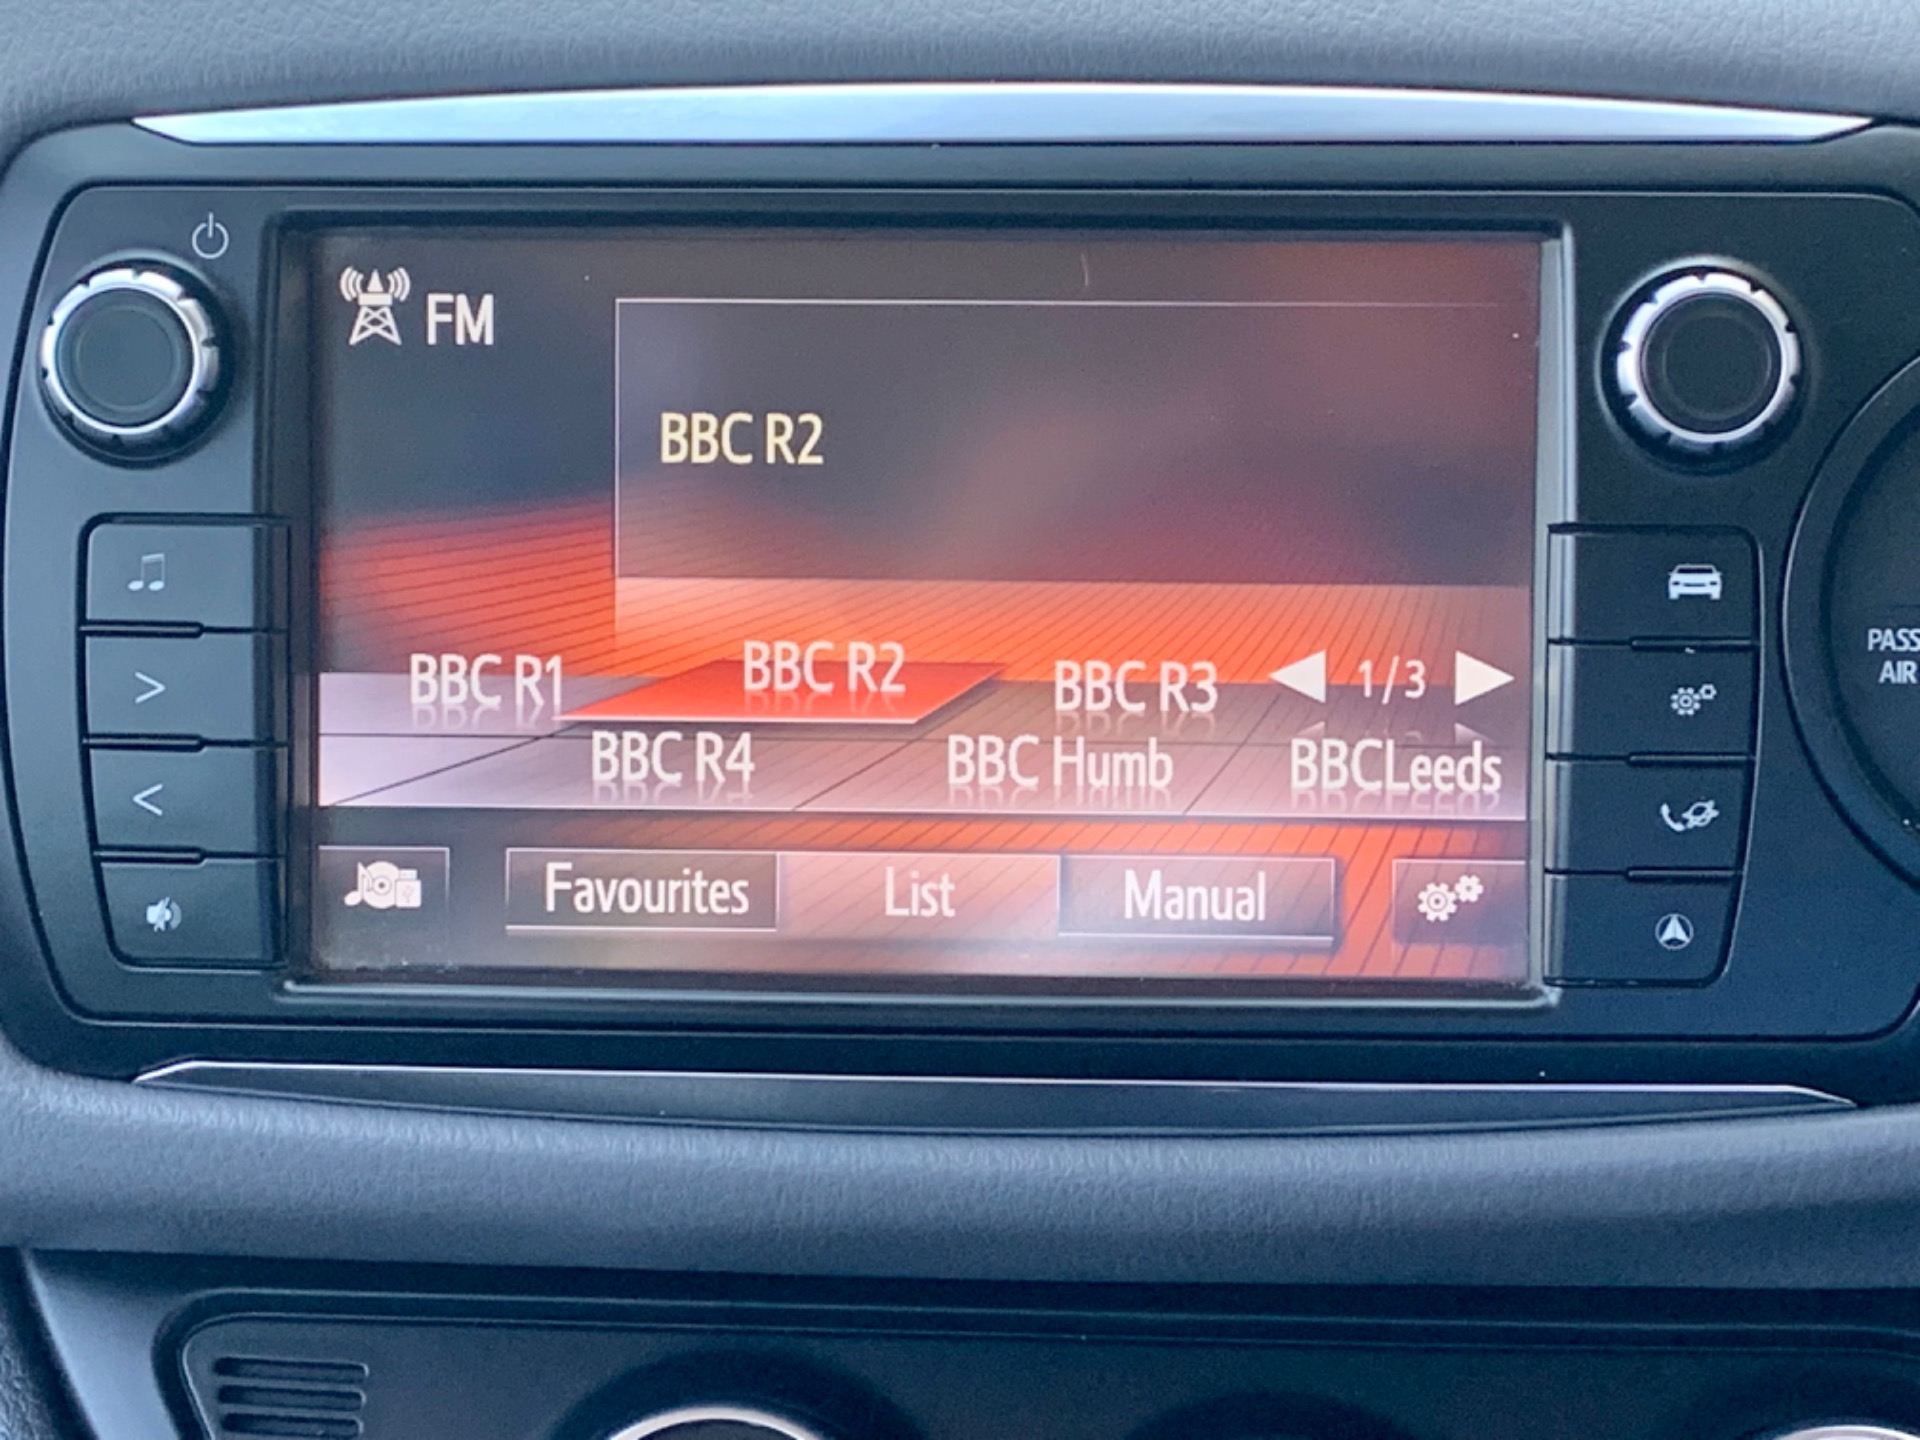 FM
BBC R2
BBC R1 BBC R2 BBC R3 1/3
BBC R4 BBC Humb BBCLeeds
Favourites List Manual
PASS
AIR